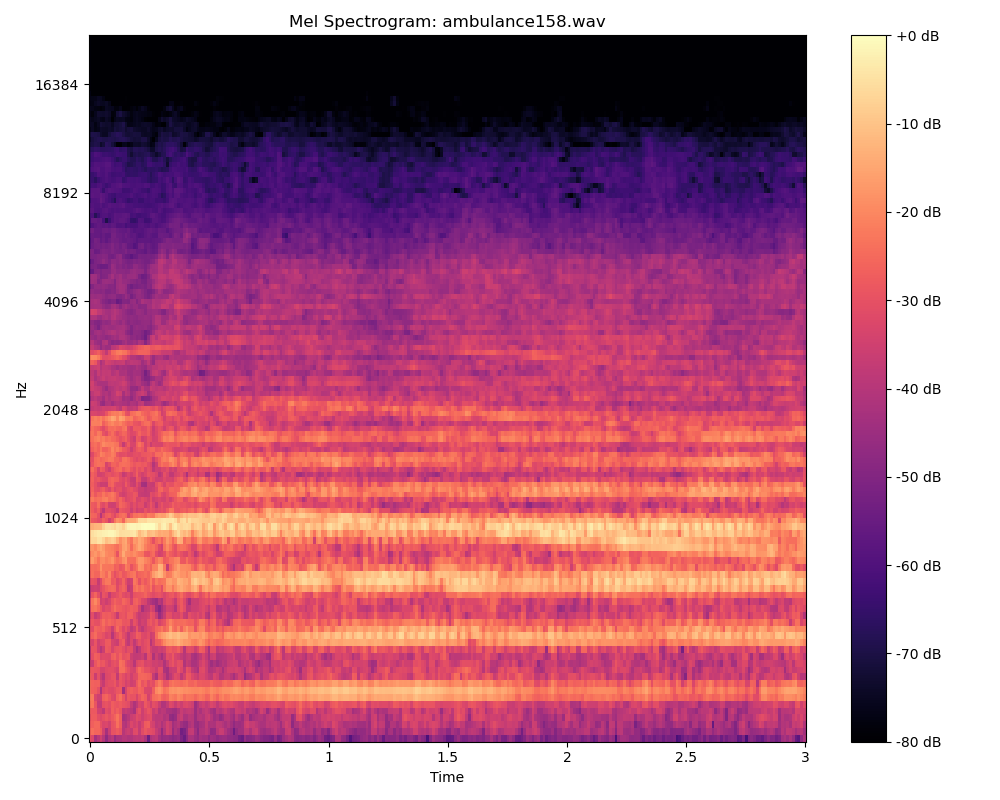 Mel Spectrogram: ambulance158.wav
+0 dB
16384
-10 dB
8192
-20 dB
4096
-30 dB
Hz
2048
-40 dB
1024
-50 dB
512
-60 dB
-70 dB
0
-80 dB
0 0.5 1 1.5 2 2.5 3
Time